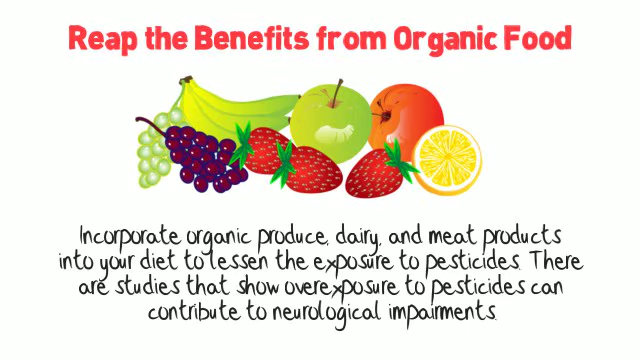 Reap the Benefits from Organic Food
Incorporate organic produce, dairy, and meat products
into your diet to lessen the exposure to pesticides. There
are studies that show overexposure to pesticides can
contribute to neurological impairments.